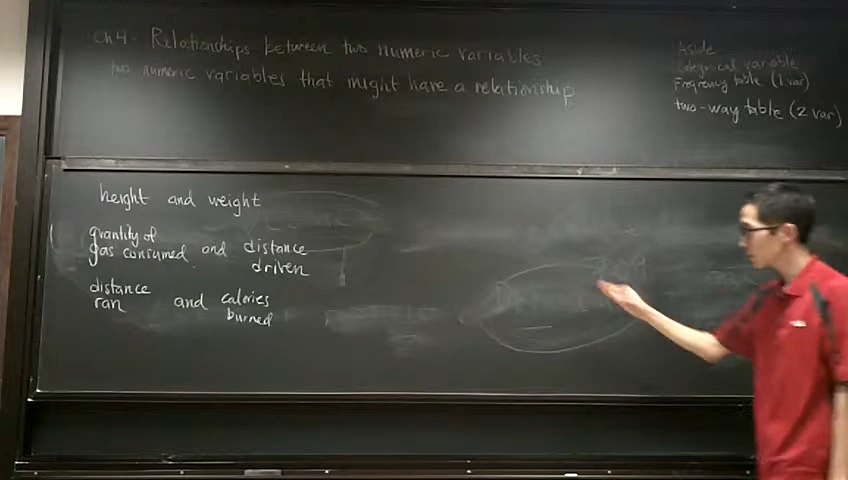 Ch 4 - Relationships between two numeric variables
two numeric variables that might have a relationship
Aside
Categorical variable
Frequency table (1 var)
two-way table (2 var)
height and weight
quantity of
gas consumed and distance
driven
distance
ran and calories
burned